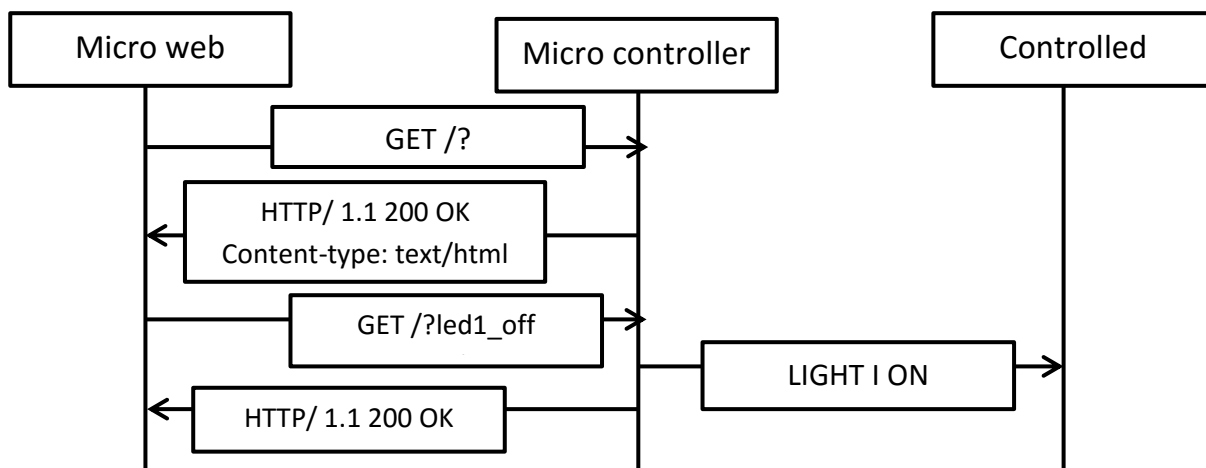 Micro web
Micro controller
Controlled
GET /?
HTTP/ 1.1 200 OK
Content-type: text/html
GET /?led1_off
LIGHT I ON
HTTP/ 1.1 200 OK